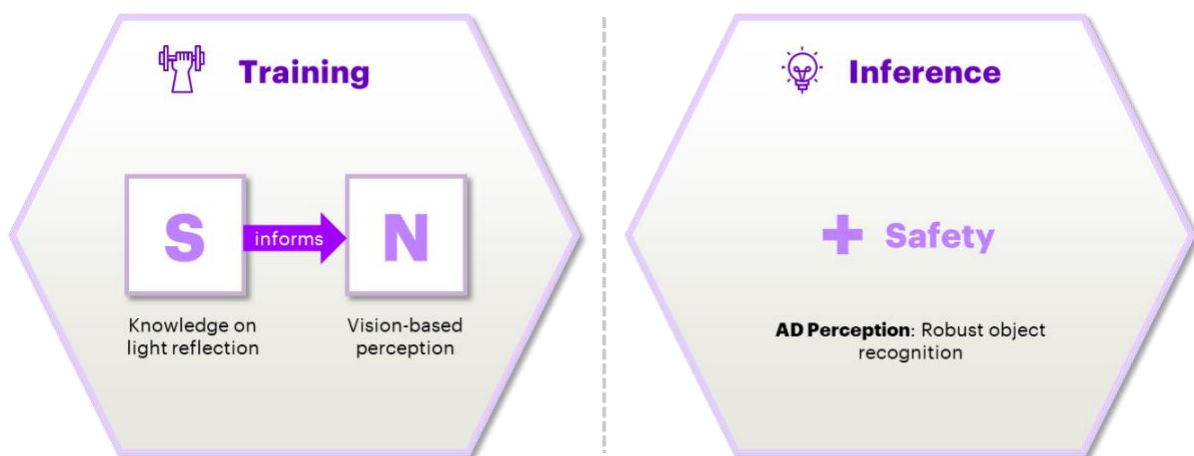 Training
S
informs
N
Knowledge on
light reflection
Vision-based
perception
Inference
+ Safety
AD Perception: Robust object
recognition